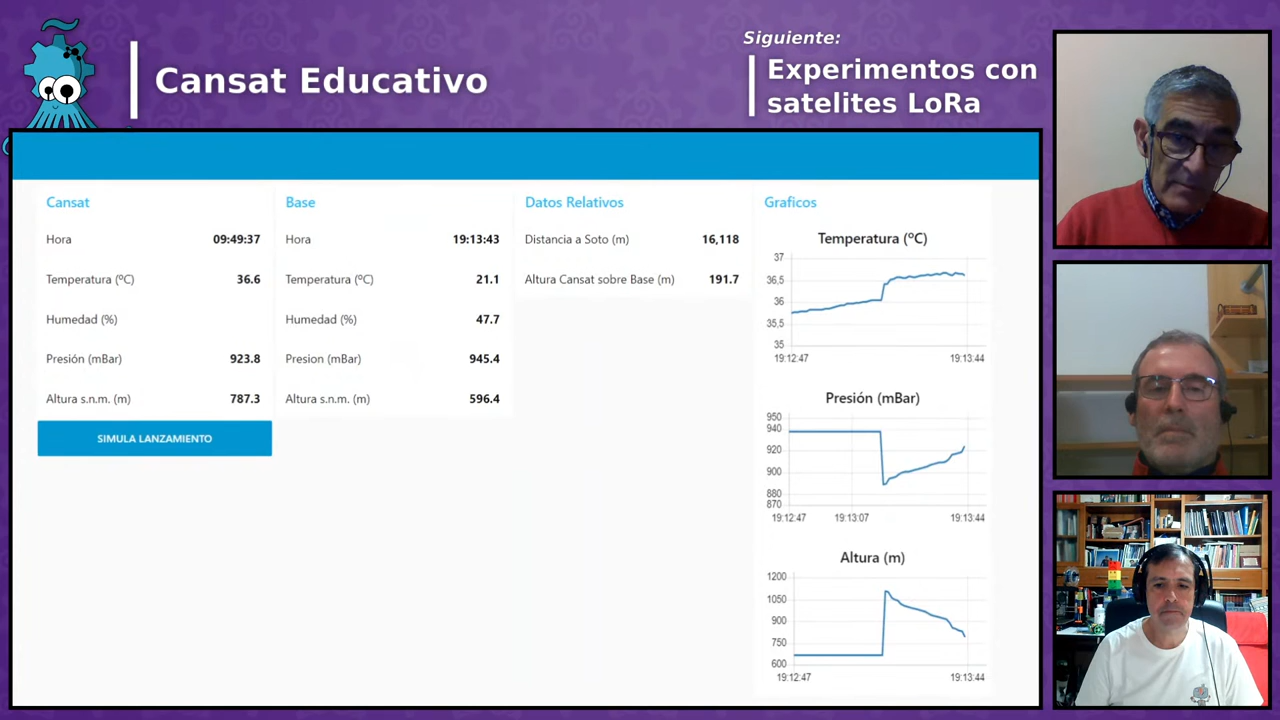 Cansat Educativo
Siguiente:
Experimentos con
satelites LoRa
Cansat
Hora 09:49:37
Temperatura (ºC) 36.6
Humedad (%)
Presión (mBar) 923.8
Altura s.n.m. (m) 787.3
SIMULA LANZAMIENTO
Base
Hora 19:13:43
Temperatura (ºC) 21.1
Humedad (%) 47.7
Presion (mBar) 945.4
Altura s.n.m. (m) 596.4
Datos Relativos
Distancia a Soto (m) 16,118
Altura Cansat sobre Base (m) 191.7
Graficos
Temperatura (ºC)
37
36,5
36
35,5
35
19:12:47 19:13:44
Presión (mBar)
950
940
920
900
880
870
19:12:47 19:13:07 19:13:44
Altura (m)
1200
1050
900
750
600
19:12:47 19:13:44